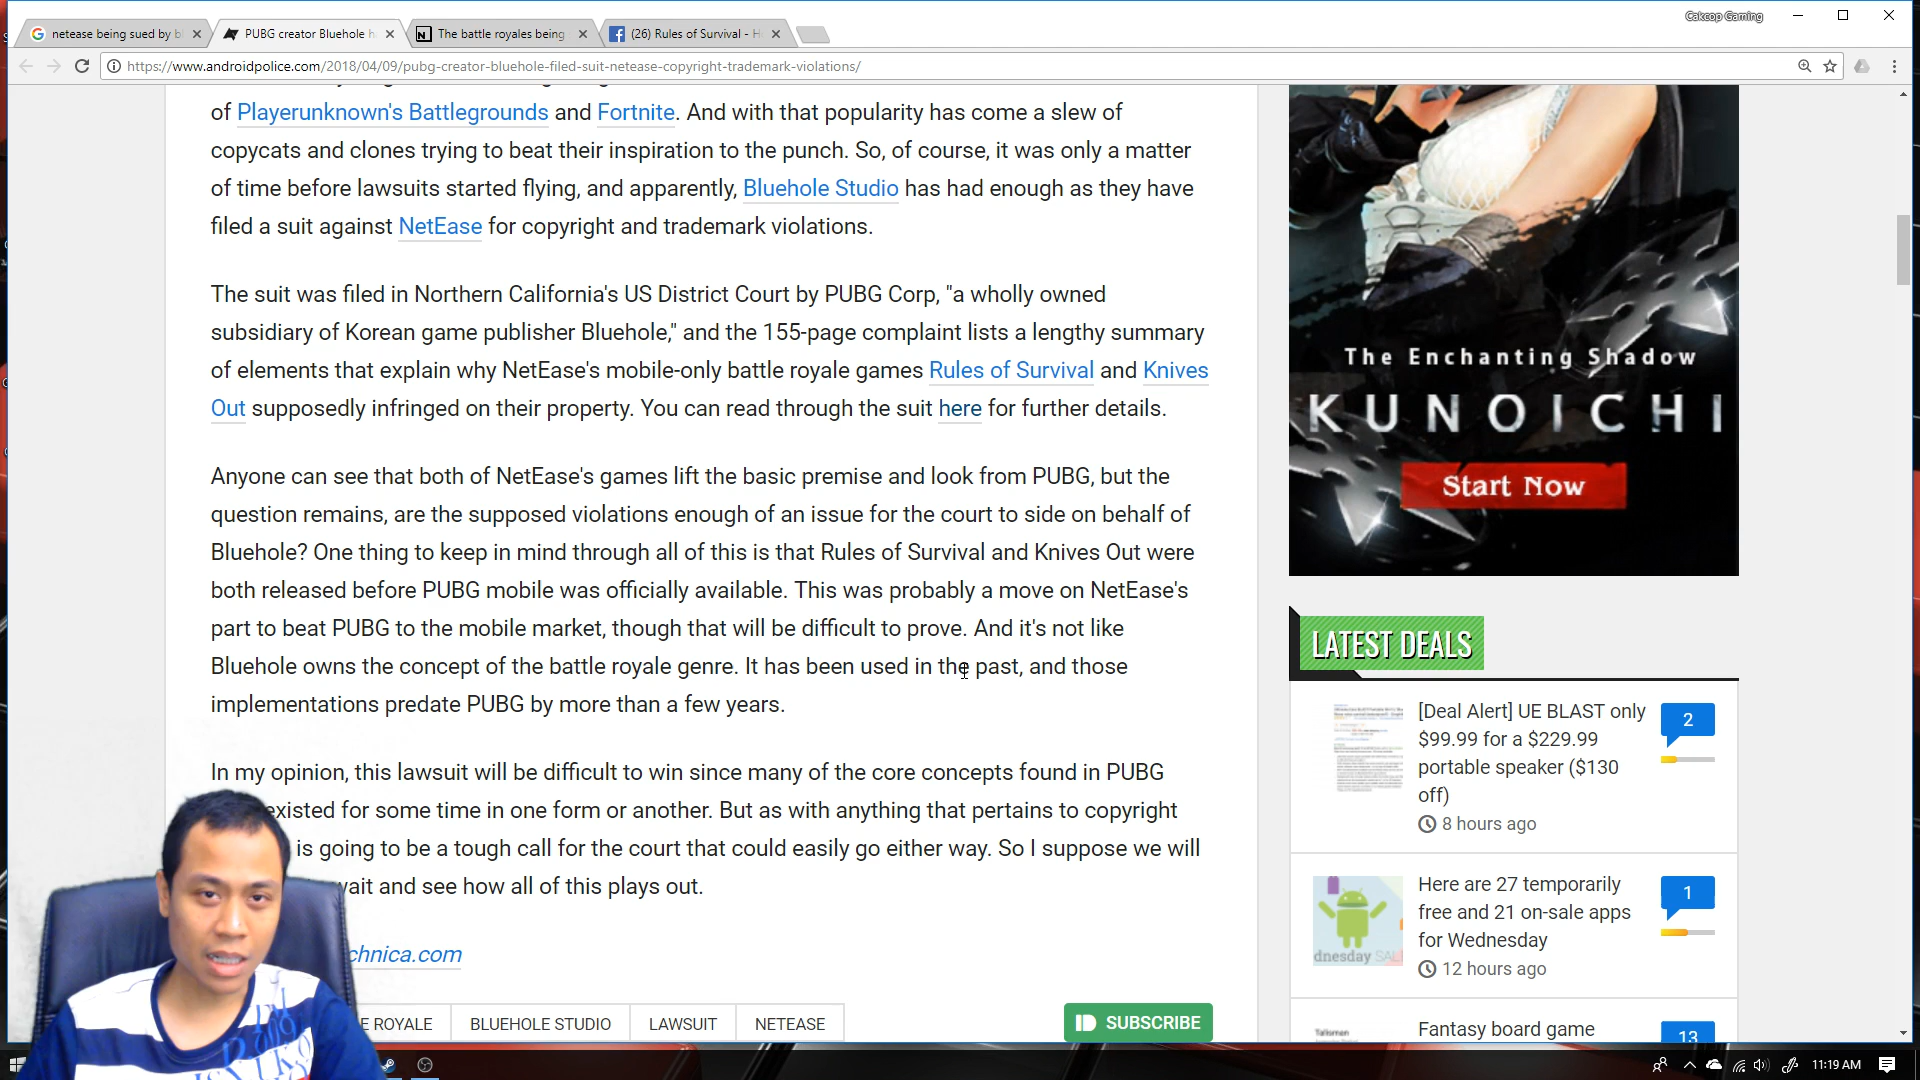 Cakcop Gaming
netease being sued by bl
PUBG creator Bluehole h
The battle royales being
(26) Rules of Survival - H
https://www.androidpolice.com/2018/04/09/pubg-creator-bluehole-filed-suit-netease-copyright-trademark-violations/
of Playerunknown's Battlegrounds and Fortnite. And with that popularity has come a slew of
copycats and clones trying to beat their inspiration to the punch. So, of course, it was only a matter
of time before lawsuits started flying, and apparently, Bluehole Studio has had enough as they have
filed a suit against NetEase for copyright and trademark violations.
The suit was filed in Northern California's US District Court by PUBG Corp, "a wholly owned
subsidiary of Korean game publisher Bluehole," and the 155-page complaint lists a lengthy summary
of elements that explain why NetEase's mobile-only battle royale games Rules of Survival and Knives
Out supposedly infringed on their property. You can read through the suit here for further details.
Anyone can see that both of NetEase's games lift the basic premise and look from PUBG, but the
question remains, are the supposed violations enough of an issue for the court to side on behalf of
Bluehole? One thing to keep in mind through all of this is that Rules of Survival and Knives Out were
both released before PUBG mobile was officially available. This was probably a move on NetEase's
part to beat PUBG to the mobile market, though that will be difficult to prove. And it's not like
Bluehole owns the concept of the battle royale genre. It has been used in the past, and those
implementations predate PUBG by more than a few years.
In my opinion, this lawsuit will be difficult to win since many of the core concepts found in PUBG
existed for some time in one form or another. But as with anything that pertains to copyright
is going to be a tough call for the court that could easily go either way. So I suppose we will
wait and see how all of this plays out.
chnica.com
E ROYALE
BLUEHOLE STUDIO
LAWSUIT
NETEASE
SUBSCRIBE
The Enchanting Shadow
KUNOICHI
Start Now
LATEST DEALS
[Deal Alert] UE BLAST only
$99.99 for a $229.99
portable speaker ($130
off)
8 hours ago
2
Here are 27 temporarily
free and 21 on-sale apps
for Wednesday
12 hours ago
1
dnesday SAL
Talisman
Fantasy board game
13
11:19 AM